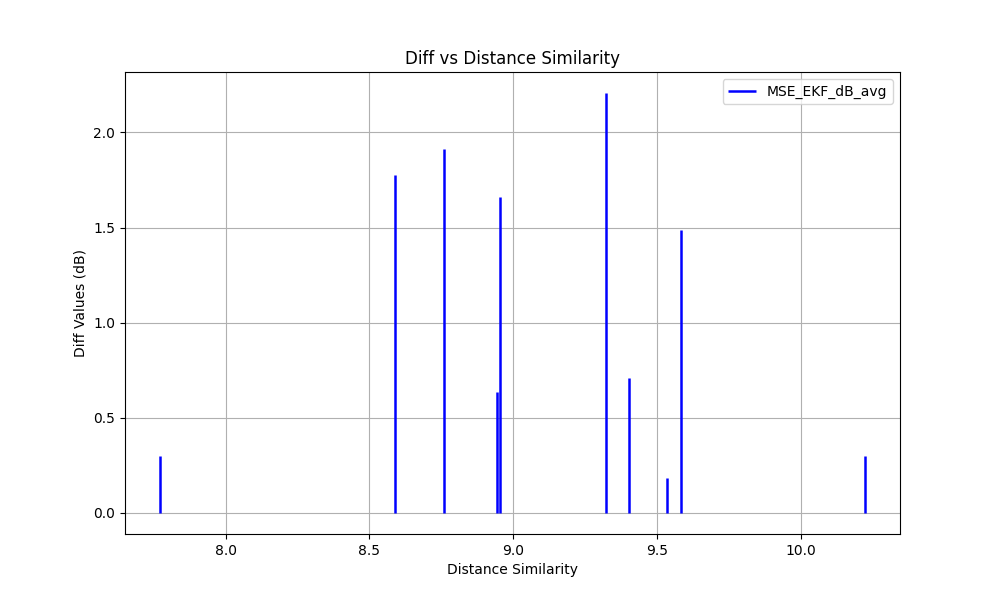 Diff vs Distance Similarity
MSE_EKF_dB_avg
Diff Values (dB)
2.0
1.5
1.0
0.5
0.0
8.0 8.5 9.0 9.5 10.0
Distance Similarity